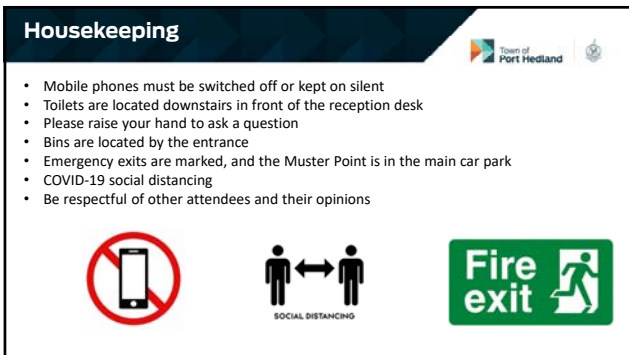 Housekeeping
Town of
Port Hedland
• Mobile phones must be switched off or kept on silent
• Toilets are located downstairs in front of the reception desk
• Please raise your hand to ask a question
• Bins are located by the entrance
• Emergency exits are marked, and the Muster Point is in the main car park
• COVID-19 social distancing
• Be respectful of other attendees and their opinions
SOCIAL DISTANCING
Fire
exit